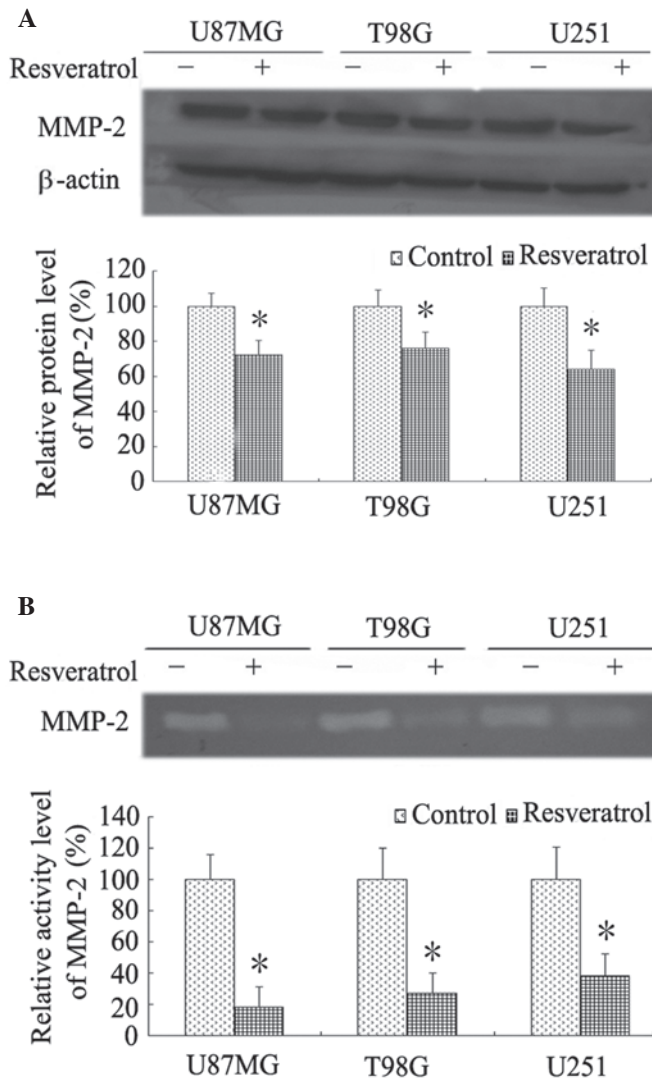 A
U87MG T98G U251
Resveratrol − + − + − +
MMP-2
β-actin
Control Resveratrol
Relative protein level
of MMP-2 (%)
120
100
80
60
40
20
0
* * *
U87MG T98G U251
B
U87MG T98G U251
Resveratrol − + − + − +
MMP-2
Control Resveratrol
Relative activity level
of MMP-2 (%)
140
120
100
80
60
40
20
0
* * *
U87MG T98G U251